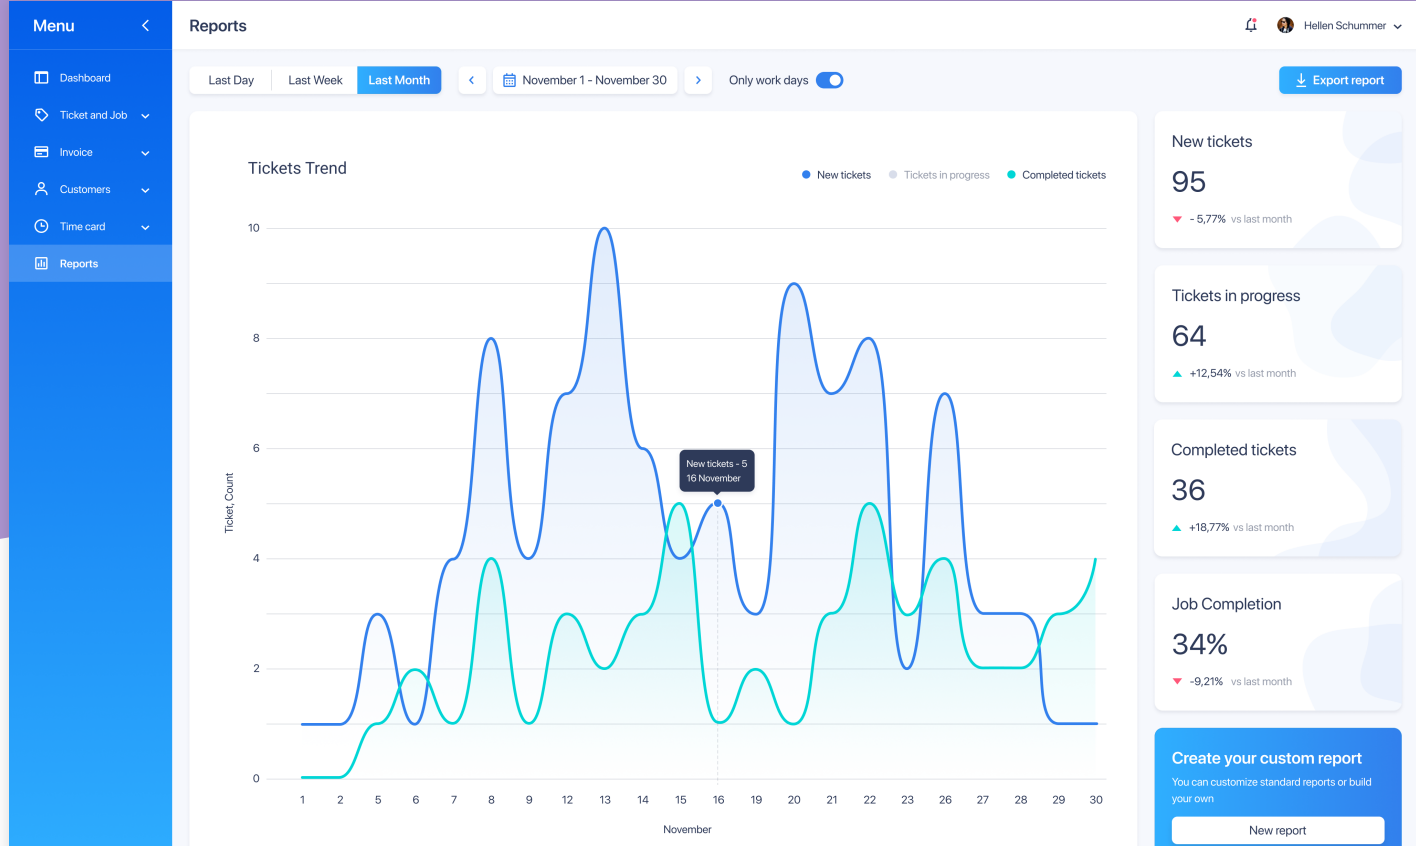 Menu
Dashboard
Ticket and Job
Invoice
Customers
Time card
Reports
Reports
Hellen Schummer
Last Day
Last Week
Last Month
November 1 - November 30
Only work days
Export report
Tickets Trend
New tickets
Tickets in progress
Completed tickets
Ticket, Count
10
8
6
4
2
0
New tickets - 5
16 November
1 2 5 6 7 8 9 12 13 14 15 16 19 20 21 22 23 26 27 28 29 30
November
New tickets
95
- 5,77% vs last month
Tickets in progress
64
+12,54% vs last month
Completed tickets
36
+18,77% vs last month
Job Completion
34%
-9,21% vs last month
Create your custom report
You can customize standard reports or build
your own
New report